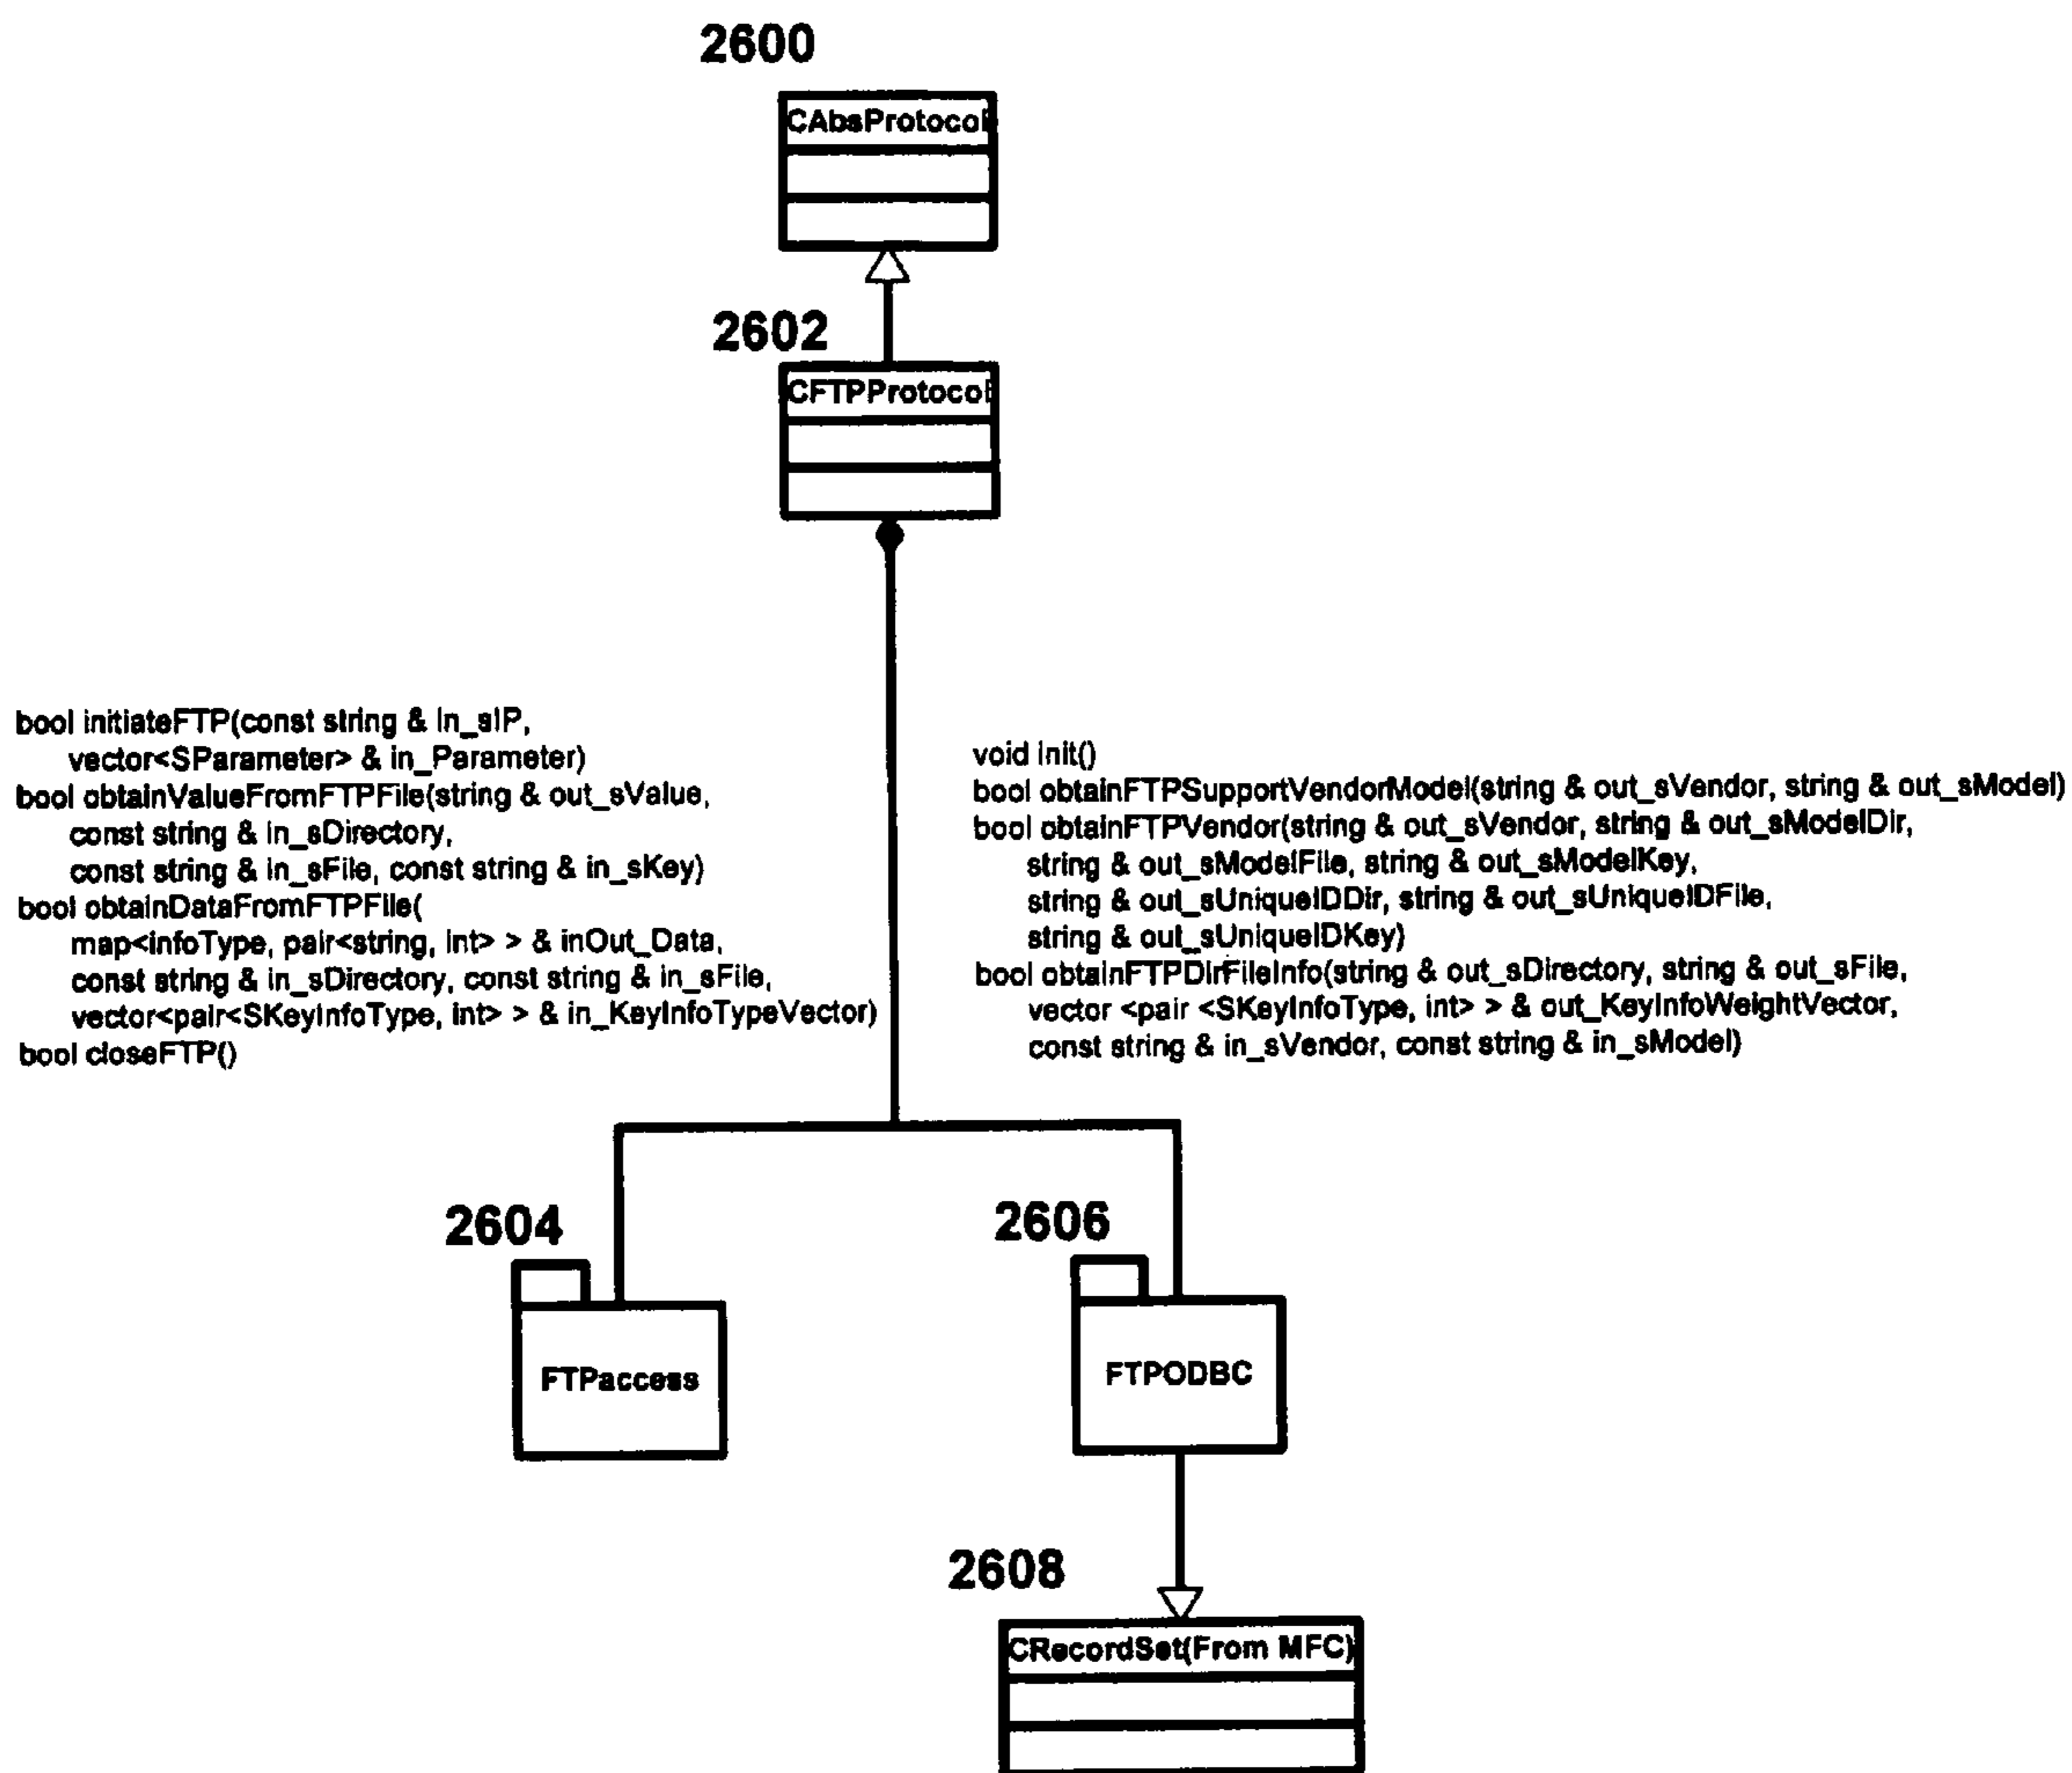 2600
CAbsProtocol
2602
CFTPProtocol
bool initiateFTP(const string & in_sIP,
vector<SParameter> & in_Parameter)
bool obtainValueFromFTPFile(string & out_sValue,
const string & in_sDirectory,
const string & in_sFile, const string & in_sKey)
bool obtainDataFromFTPFile(
map<infoType, pair<string, int> > & inOut_Data,
const string & in_sDirectory, const string & in_sFile,
vector<pair<SKeyInfoType, int> > & in_KeyInfoTypeVector)
bool closeFTP()
void init()
bool obtainFTPSupportVendorModel(string & out_sVendor, string & out_sModel)
bool obtainFTPVendor(string & out_sVendor, string & out_sModelDir,
string & out_sModelFile, string & out_sModelKey,
string & out_sUniqueIDDir, string & out_sUniqueIDFile,
string & out_sUniqueIDKey)
bool obtainFTPDirFileInfo(string & out_sDirectory, string & out_sFile,
vector <pair <SKeyInfoType, int> > & out_KeyInfoWeightVector,
const string & in_sVendor, const string & in_sModel)
2604
FTPaccess
2606
FTPODBC
2608
CRecordSet(From MFC)